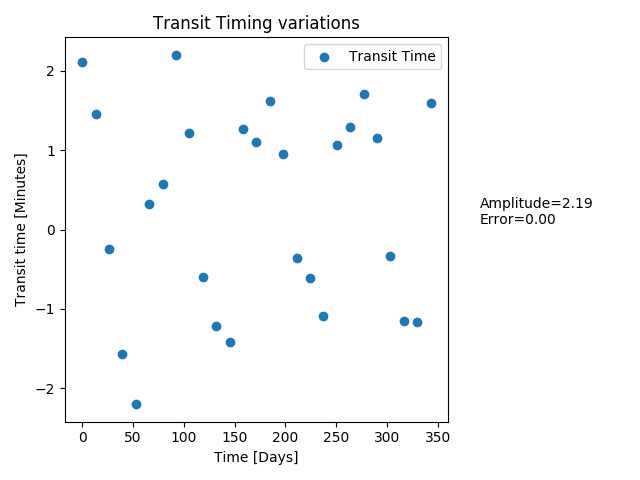 Transit Timing variations
Transit Time
Transit time [Minutes]
2
1
0
−1
−2
0 50 100 150 200 250 300 350
Time [Days]
Amplitude=2.19
Error=0.00